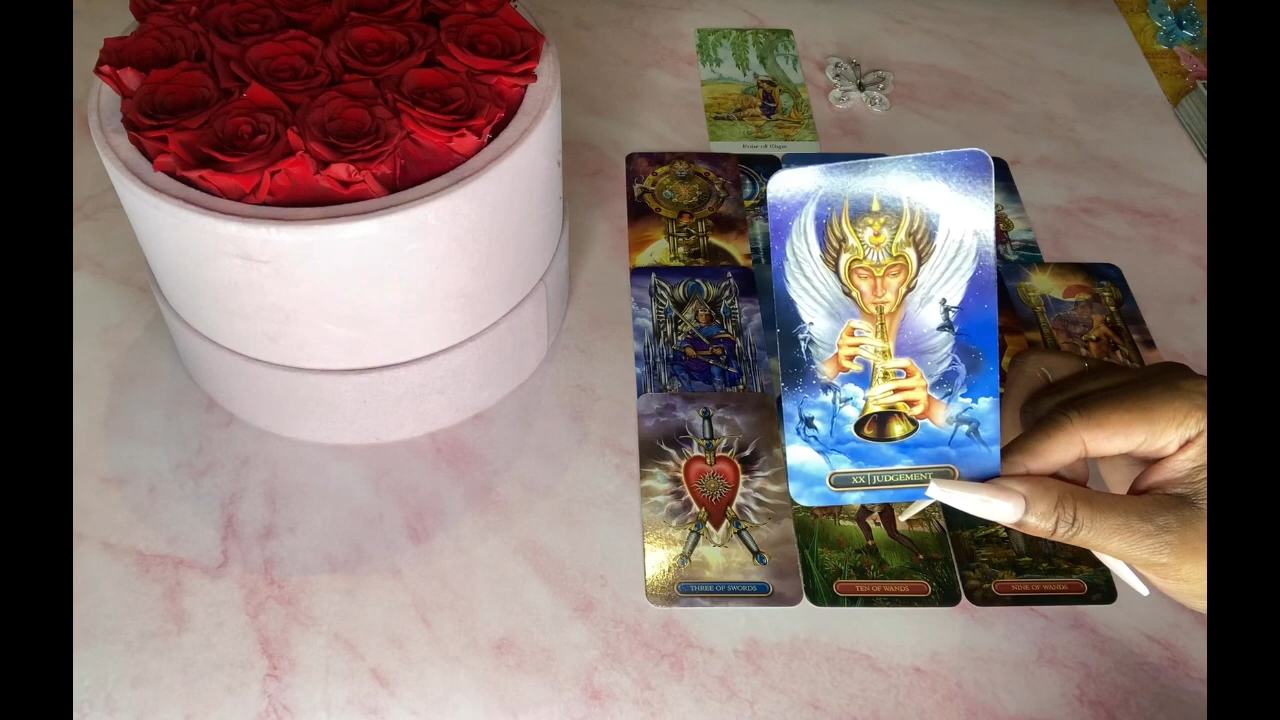 XX | JUDGEMENT
THREE OF SWORDS
TEN OF WANDS
NINE OF WANDS